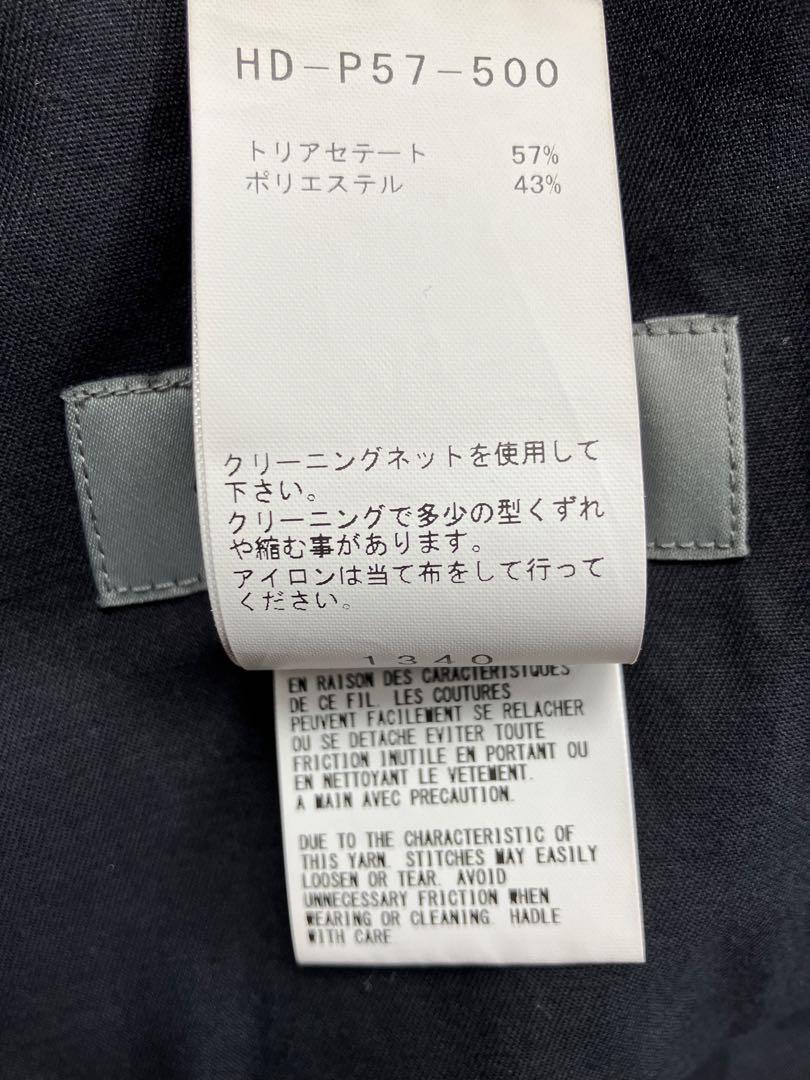 HD-P57-500
トリアセテート 57%
ポリエステル 43%
クリーニングネットを使用して
下さい。
クリーニングで多少の型くずれ
や縮む事があります。
アイロンは当て布をして行って
ください。
1340
EN RAISON DES CARACTERISTIQUES
DE CE FIL. LES COUTURES
PEUVENT FACILEMENT SE RELACHER
OU SE DETACHE EVITER TOUTE
FRICTION INUTILE EN PORTANT OU
EN NETTOYANT LE VETEMENT.
A MAIN AVEC PRECAUTION.
DUE TO THE CHARACTERISTIC OF
THIS YARN. STITCHES MAY EASILY
LOOSEN OR TEAR. AVOID
UNNECESSARY FRICTION WHEN
WEARING OR CLEANING. HADLE
WITH CARE.